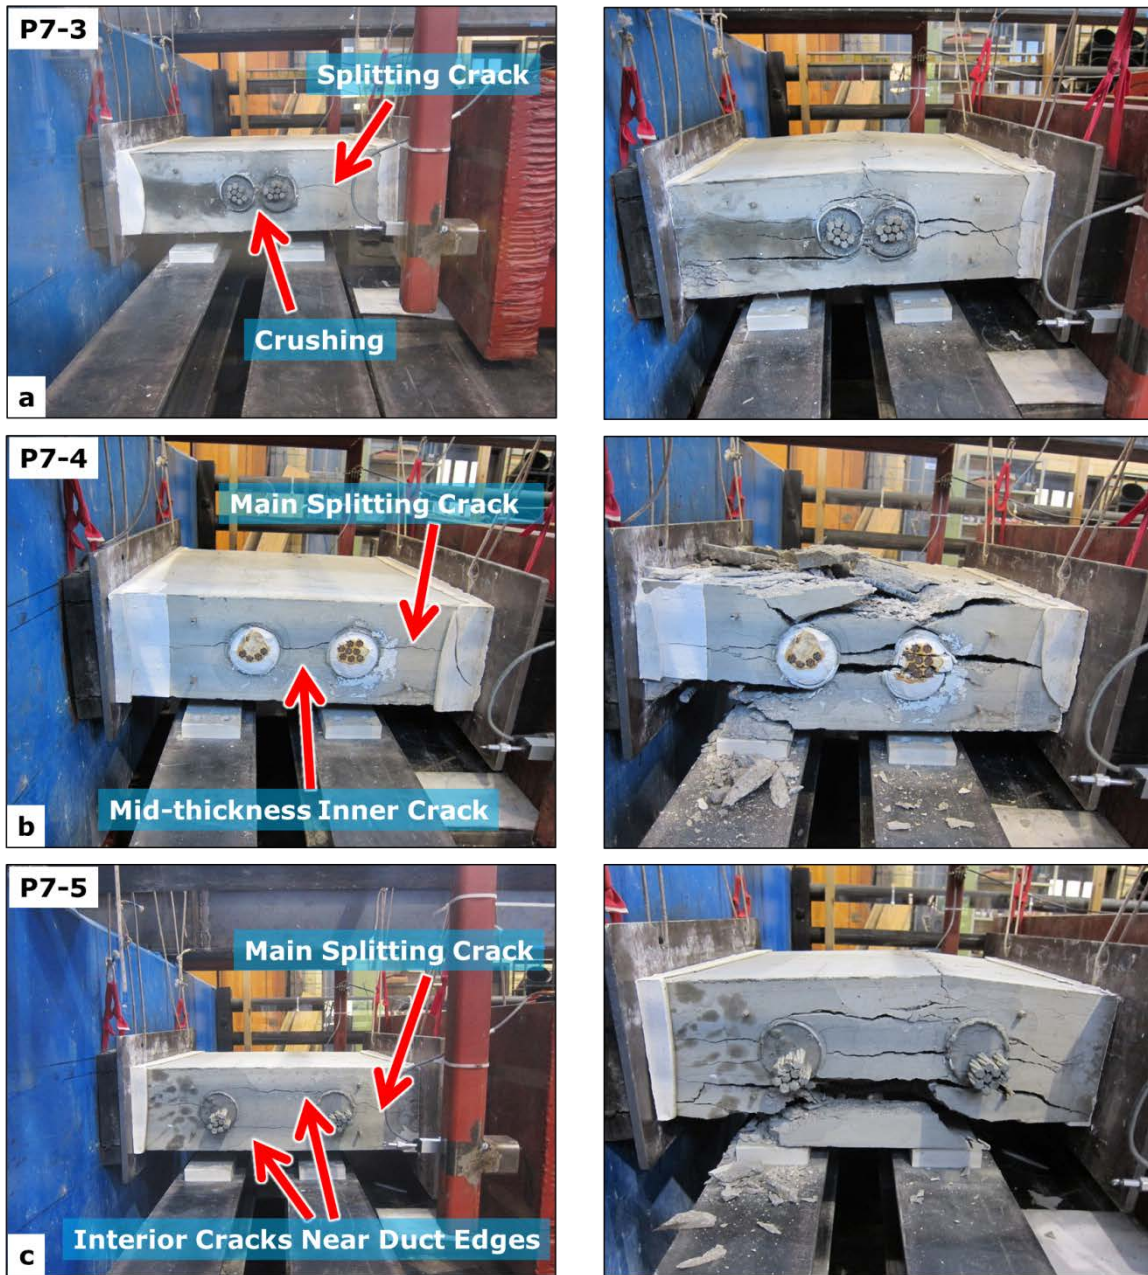 P7-3
Splitting Crack
Crushing
a
P7-4
Main Splitting Crack
Mid-thickness Inner Crack
b
P7-5
Main Splitting Crack
Interior Cracks Near Duct Edges
c